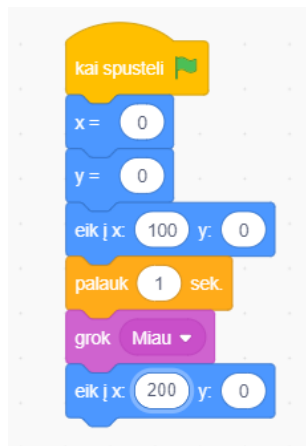 kai spusteli
x= 0
y= 0
eik į x: 100 y: 0
palauk 1 sek.
grok Miau
eik į x: 200 y: 0